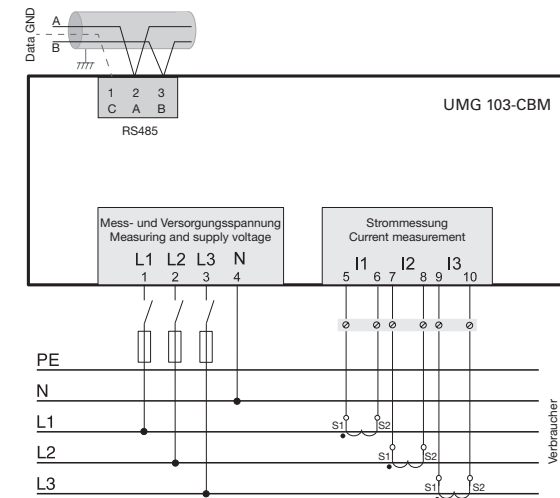 Data GND
A
B
1 2 3
C A B
RS485
UMG 103-CBM
Mess- und Versorgungsspannung
Measuring and supply voltage
L1 L2 L3 N
1 2 3 4
Strommessung
Current measurement
I1 I2 I3
5 6 7 8 9 10
PE
N
L1
S1 S2
L2
S1 S2
L3
S1 S2
Verbraucher